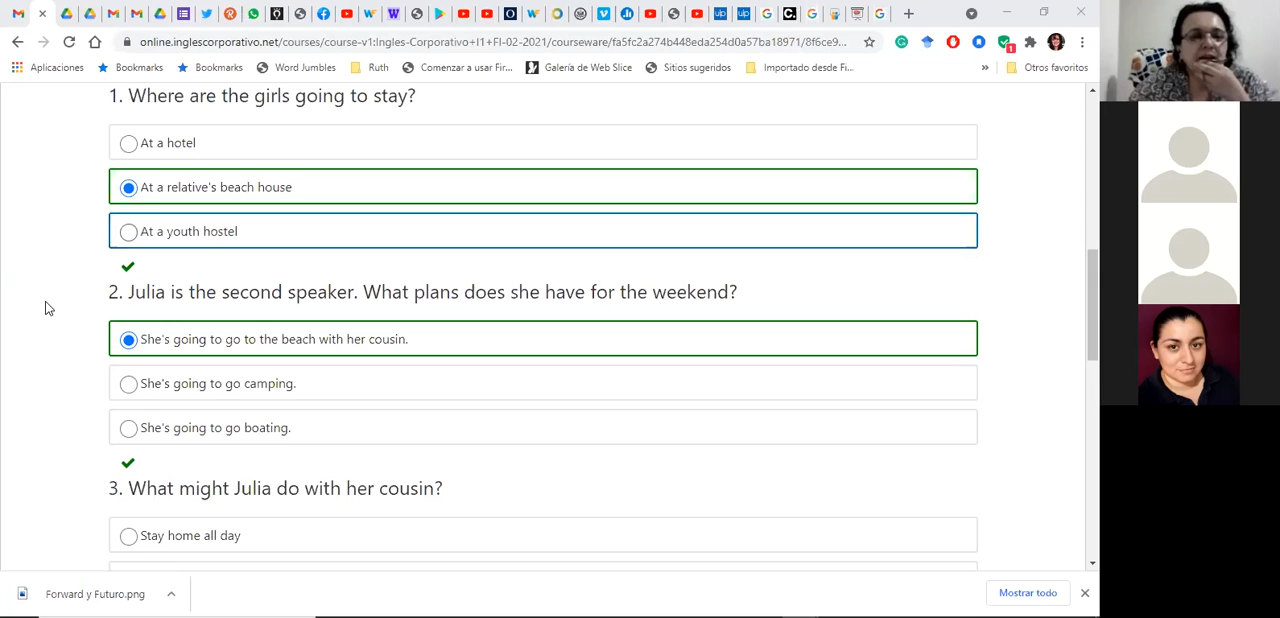 online.inglescorporativo.net/courses/course-v1:Ingles-Corporativo+I1+FI-02-2021/courseware/fa5fc2a274b448eda254d0a57ba18971/8f6ce9...
Aplicaciones Bookmarks Bookmarks Word Jumbles Ruth Comenzar a usar Fir... Galería de Web Slice Sitios sugeridos Importado desde Fi... » Otros favoritos
1. Where are the girls going to stay?
At a hotel
At a relative's beach house
At a youth hostel
2. Julia is the second speaker. What plans does she have for the weekend?
She's going to go to the beach with her cousin.
She's going to go camping.
She's going to go boating.
3. What might Julia do with her cousin?
Stay home all day
Forward y Futuro.png
Mostrar todo